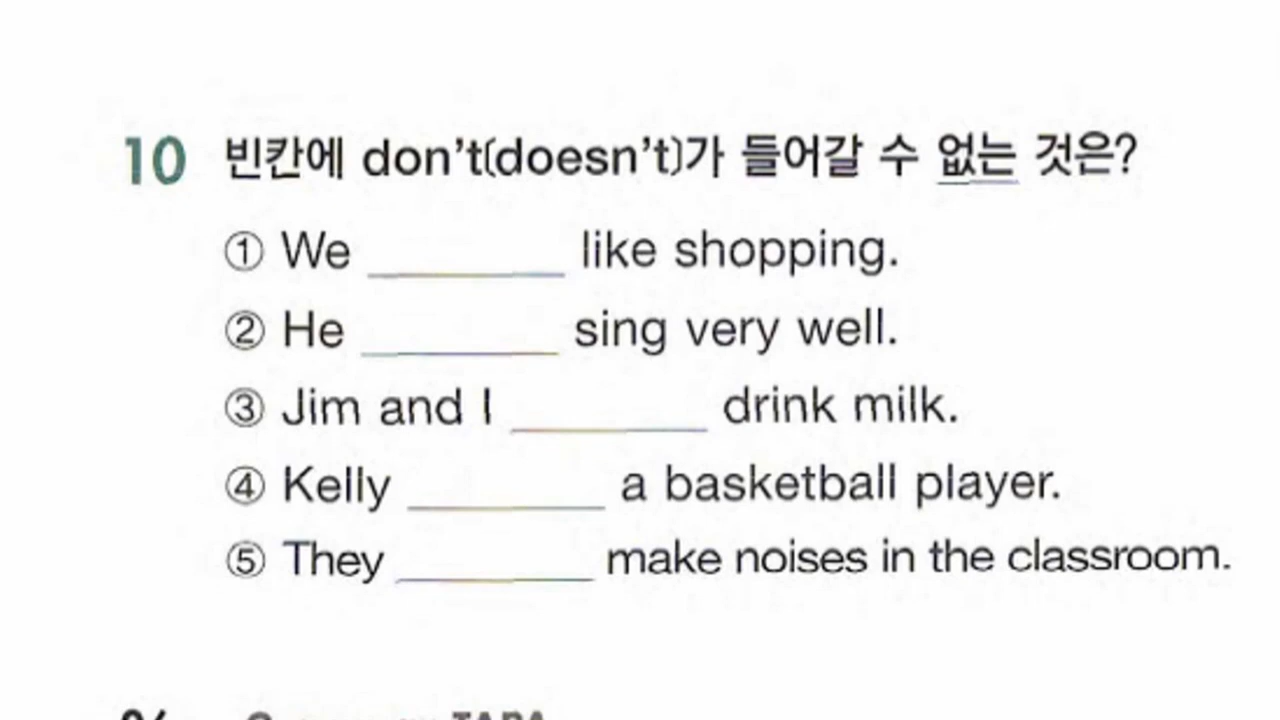 10 빈칸에 don't(doesn't)가 들어갈 수 없는 것은?
① We ________ like shopping.
② He ________ sing very well.
③ Jim and I ________ drink milk.
④ Kelly ________ a basketball player.
⑤ They ________ make noises in the classroom.